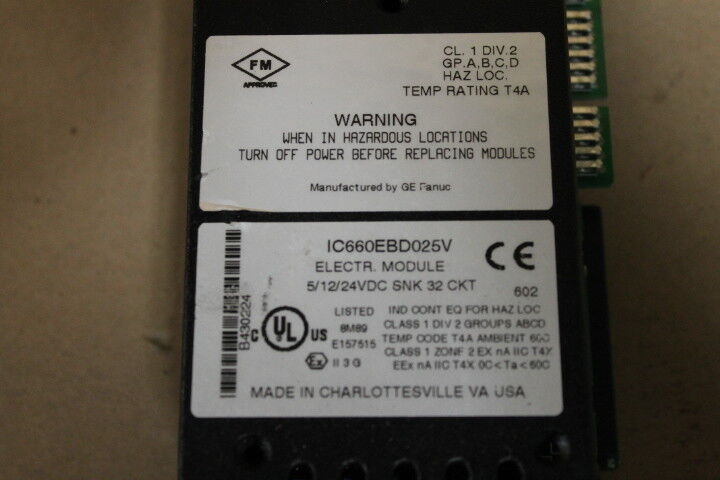 FM
APPROVED
CL. 1 DIV.2
GP.A,B,C,D
HAZ LOC.
TEMP RATING T4A
WARNING
WHEN IN HAZARDOUS LOCATIONS
TURN OFF POWER BEFORE REPLACING MODULES
Manufactured by GE Fanuc
IC660EBD025V
CE
ELECTR. MODULE
5/12/24VDC SNK 32 CKT
602
B430224
C UL US
LISTED
8M89
E157515
Ex II 3 G
IND CONT EQ FOR HAZ LOC
CLASS 1 DIV 2 GROUPS ABCD
TEMP CODE T4A AMBIENT 60C
CLASS 1 ZONE 2 EX nA IIC T4X
EEx nA IIC T4X 0C<Ta<60C
MADE IN CHARLOTTESVILLE VA USA